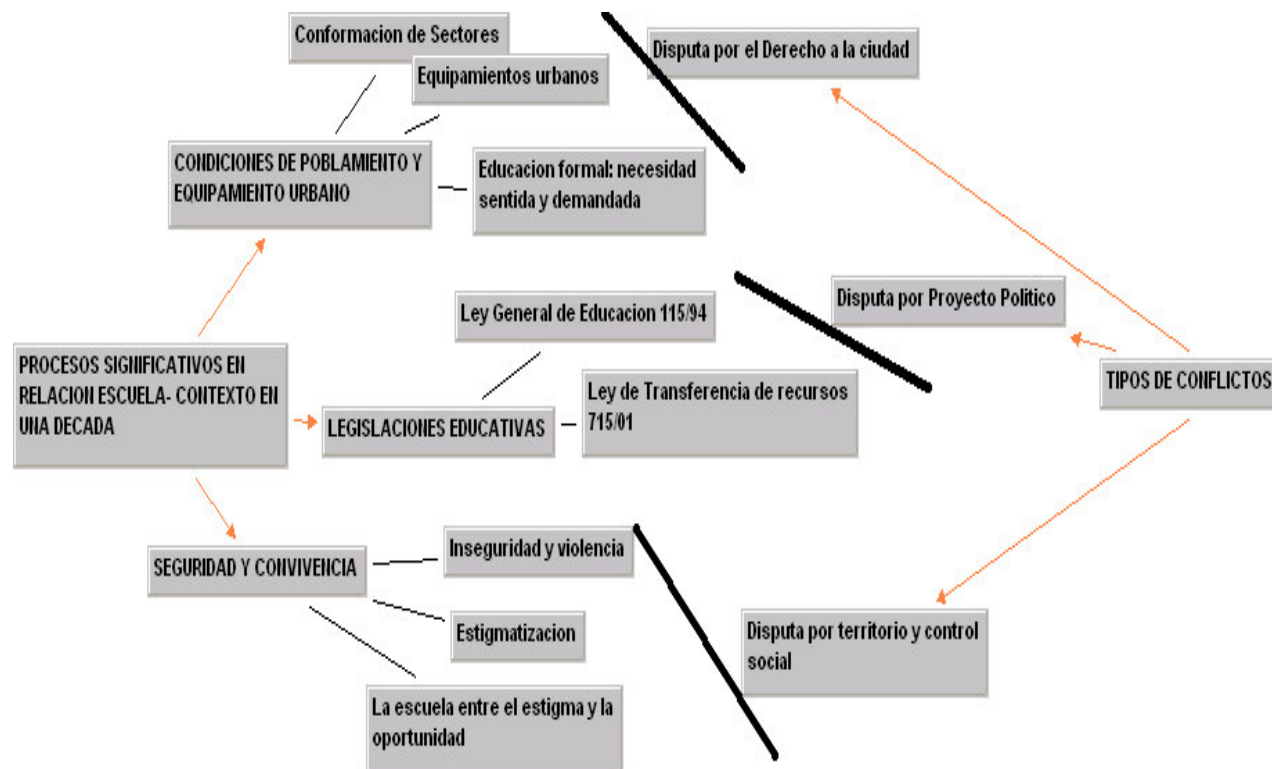 Conformacion de Sectores
Equipamientos urbanos
Disputa por el Derecho a la ciudad
CONDICIONES DE POBLAMIENTO Y
EQUIPAMIENTO URBANO
Educacion formal: necesidad
sentida y demandada
Ley General de Educacion 115/94
Disputa por Proyecto Politico
PROCESOS SIGNIFICATIVOS EN
RELACION ESCUELA- CONTEXTO EN
UNA DECADA
LEGISLACIONES EDUCATIVAS
Ley de Transferencia de recursos
715/01
TIPOS DE CONFLICTOS
SEGURIDAD Y CONVIVENCIA
Inseguridad y violencia
Estigmatizacion
Disputa por territorio y control
social
La escuela entre el estigma y la
oportunidad